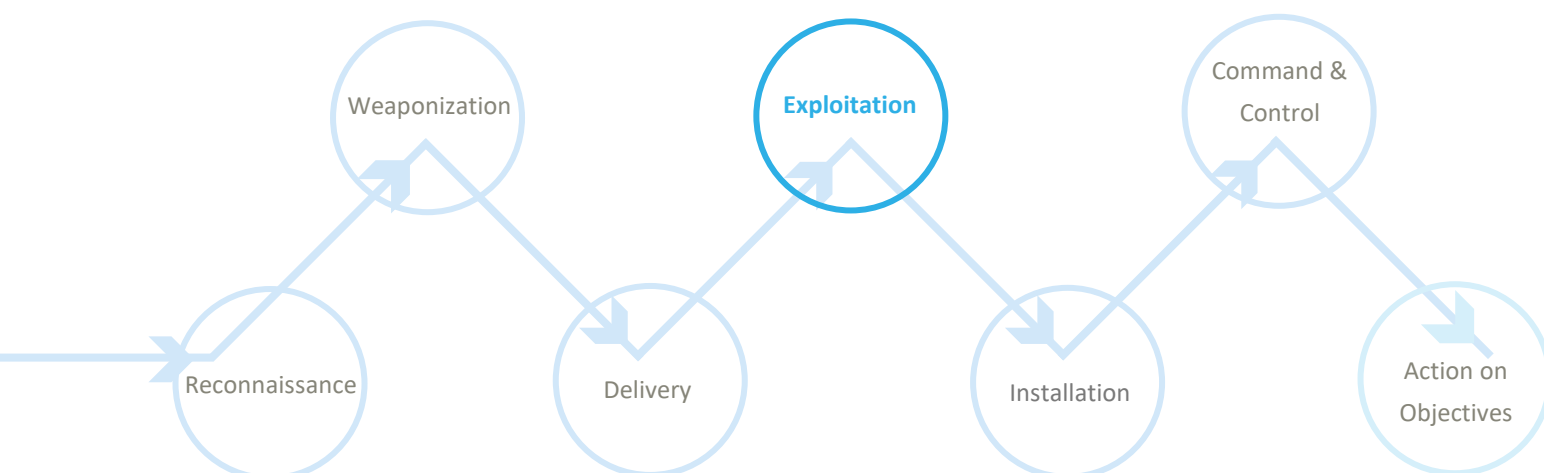 Reconnaissance
Weaponization
Delivery
Exploitation
Installation
Command &
Control
Action on
Objectives